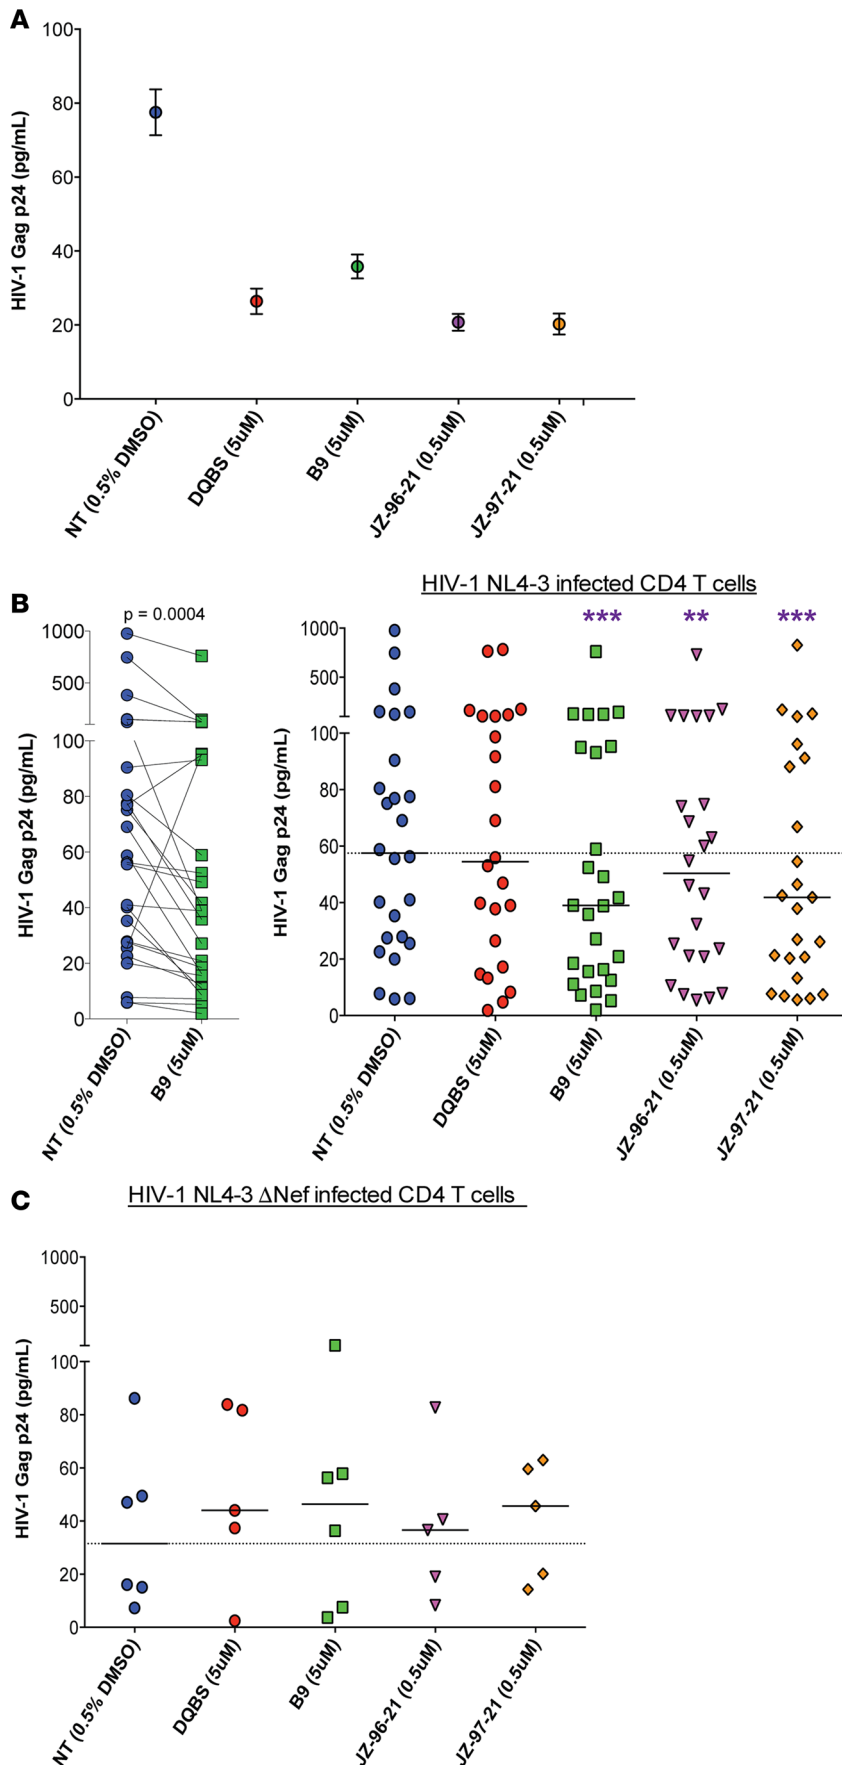 A
100
80
60
40
20
0
HIV-1 Gag p24 (pg/mL)
NT (0.5% DMSO)
DQBS (5uM)
B9 (5uM)
JZ-96-21 (0.5uM)
JZ-97-21 (0.5uM)
B
p = 0.0004
1000
500
100
80
60
40
20
0
HIV-1 Gag p24 (pg/mL)
NT (0.5% DMSO)
B9 (5uM)
HIV-1 NL4-3 infected CD4 T cells
*** ** ***
1000
500
100
80
60
40
20
0
HIV-1 Gag p24 (pg/mL)
NT (0.5% DMSO)
DQBS (5uM)
B9 (5uM)
JZ-96-21 (0.5uM)
JZ-97-21 (0.5uM)
C
HIV-1 NL4-3 ΔNef infected CD4 T cells
1000
500
100
80
60
40
20
0
HIV-1 Gag p24 (pg/mL)
NT (0.5% DMSO)
DQBS (5uM)
B9 (5uM)
JZ-96-21 (0.5uM)
JZ-97-21 (0.5uM)